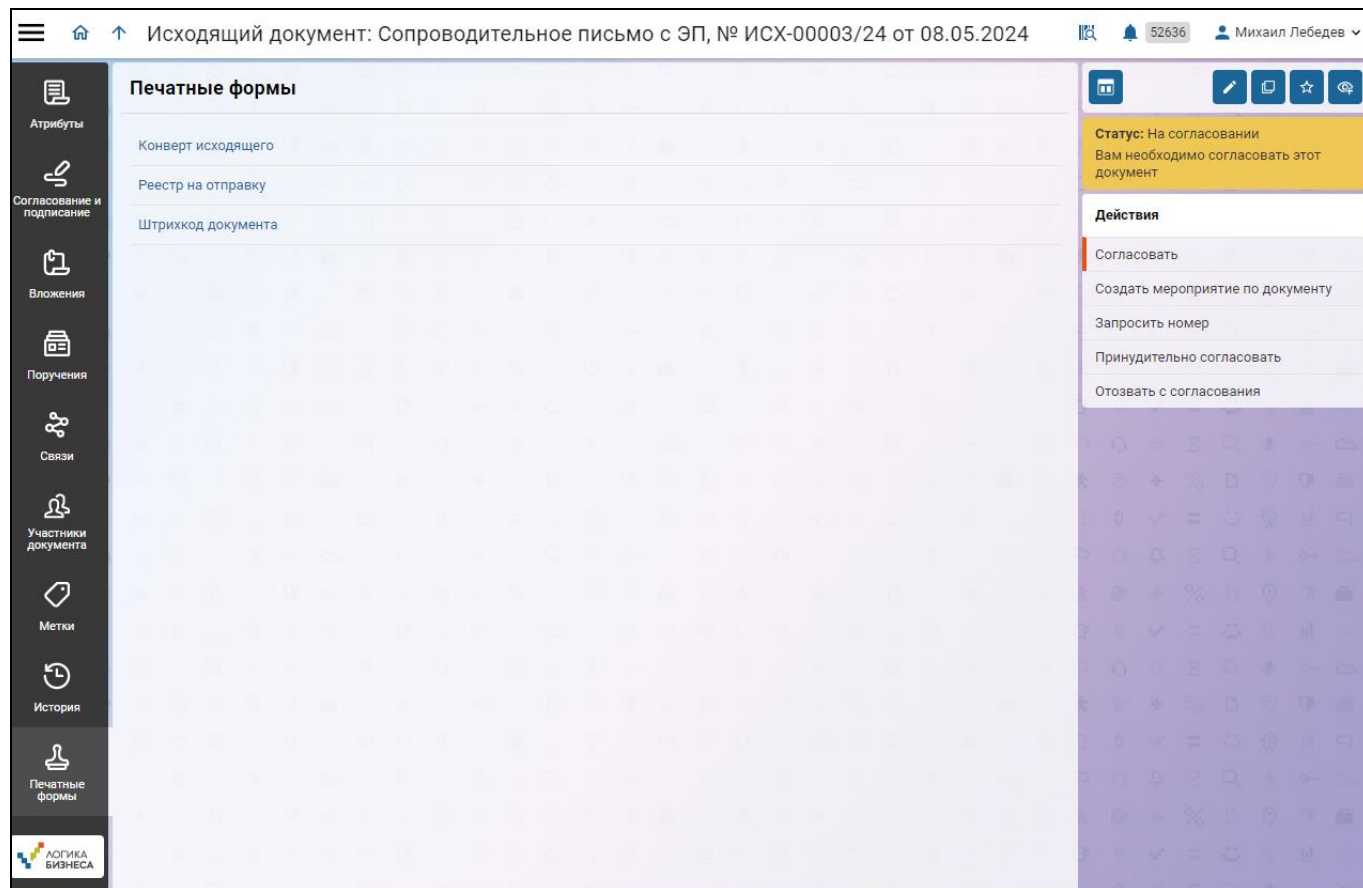 Исходящий документ: Сопроводительное письмо с ЭП, № ИСХ-00003/24 от 08.05.2024
52636
Михаил Лебедев
Атрибуты
Согласование и
подписание
Вложения
Поручения
Связи
Участники
документа
Метки
История
Печатные
формы
ЛОГИКА
БИЗНЕСА
Печатные формы
Конверт исходящего
Реестр на отправку
Штрихкод документа
Статус: На согласовании
Вам необходимо согласовать этот
документ
Действия
Согласовать
Создать мероприятие по документу
Запросить номер
Принудительно согласовать
Отозвать с согласования